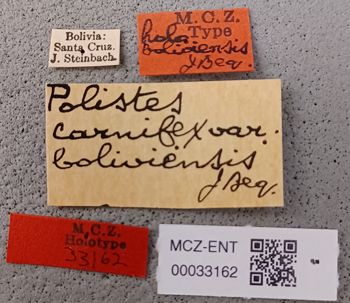 Bolivia:
Santa Cruz.
J. Steinbach.
M. C. Z.
holo Type
boliviensis
J Beq.
Polistes
carnifex var.
boliviensis
J Beq.
M. C. Z.
Holotype
33162
MCZ-ENT
00033162